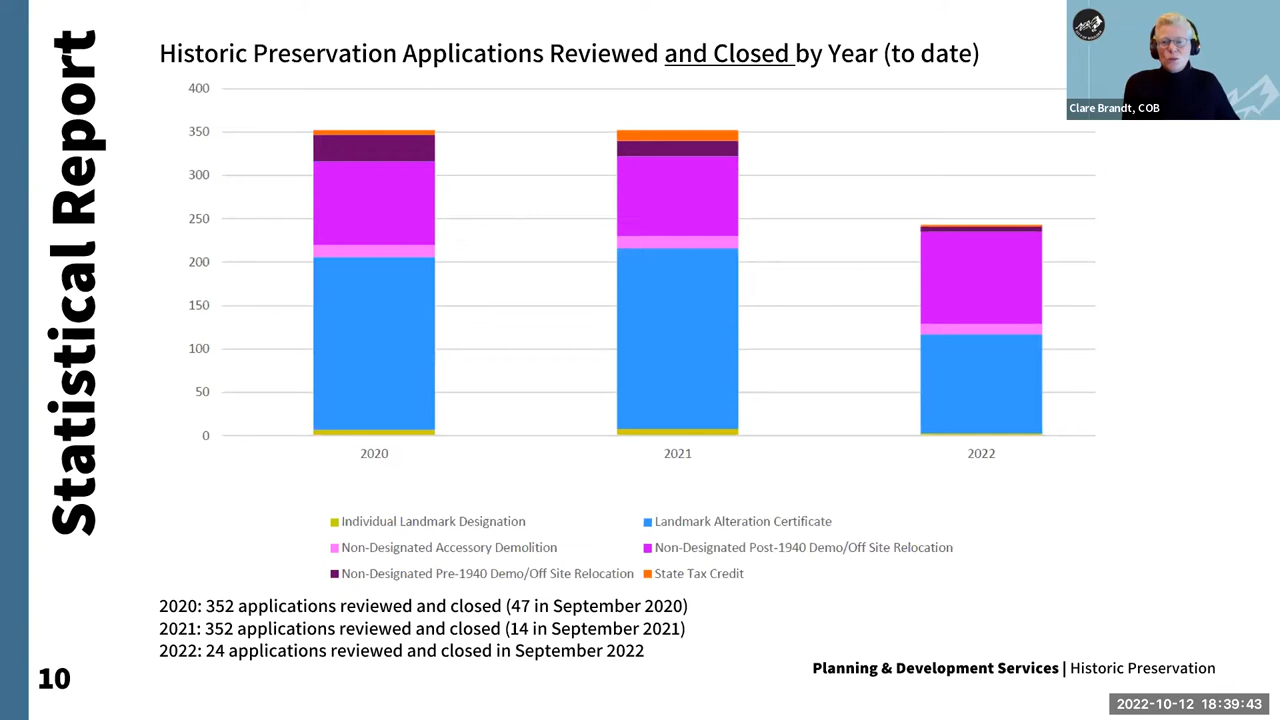 Statistical Report
Historic Preservation Applications Reviewed and Closed by Year (to date)
Clare Brandt, COB
400
350
300
250
200
150
100
50
0
2020
2021
2022
Individual Landmark Designation
Landmark Alteration Certificate
Non-Designated Accessory Demolition
Non-Designated Post-1940 Demo/Off Site Relocation
Non-Designated Pre-1940 Demo/Off Site Relocation
State Tax Credit
2020: 352 applications reviewed and closed (47 in September 2020)
2021: 352 applications reviewed and closed (14 in September 2021)
2022: 24 applications reviewed and closed in September 2022
10
Planning & Development Services | Historic Preservation
2022-10-12 18:39:43